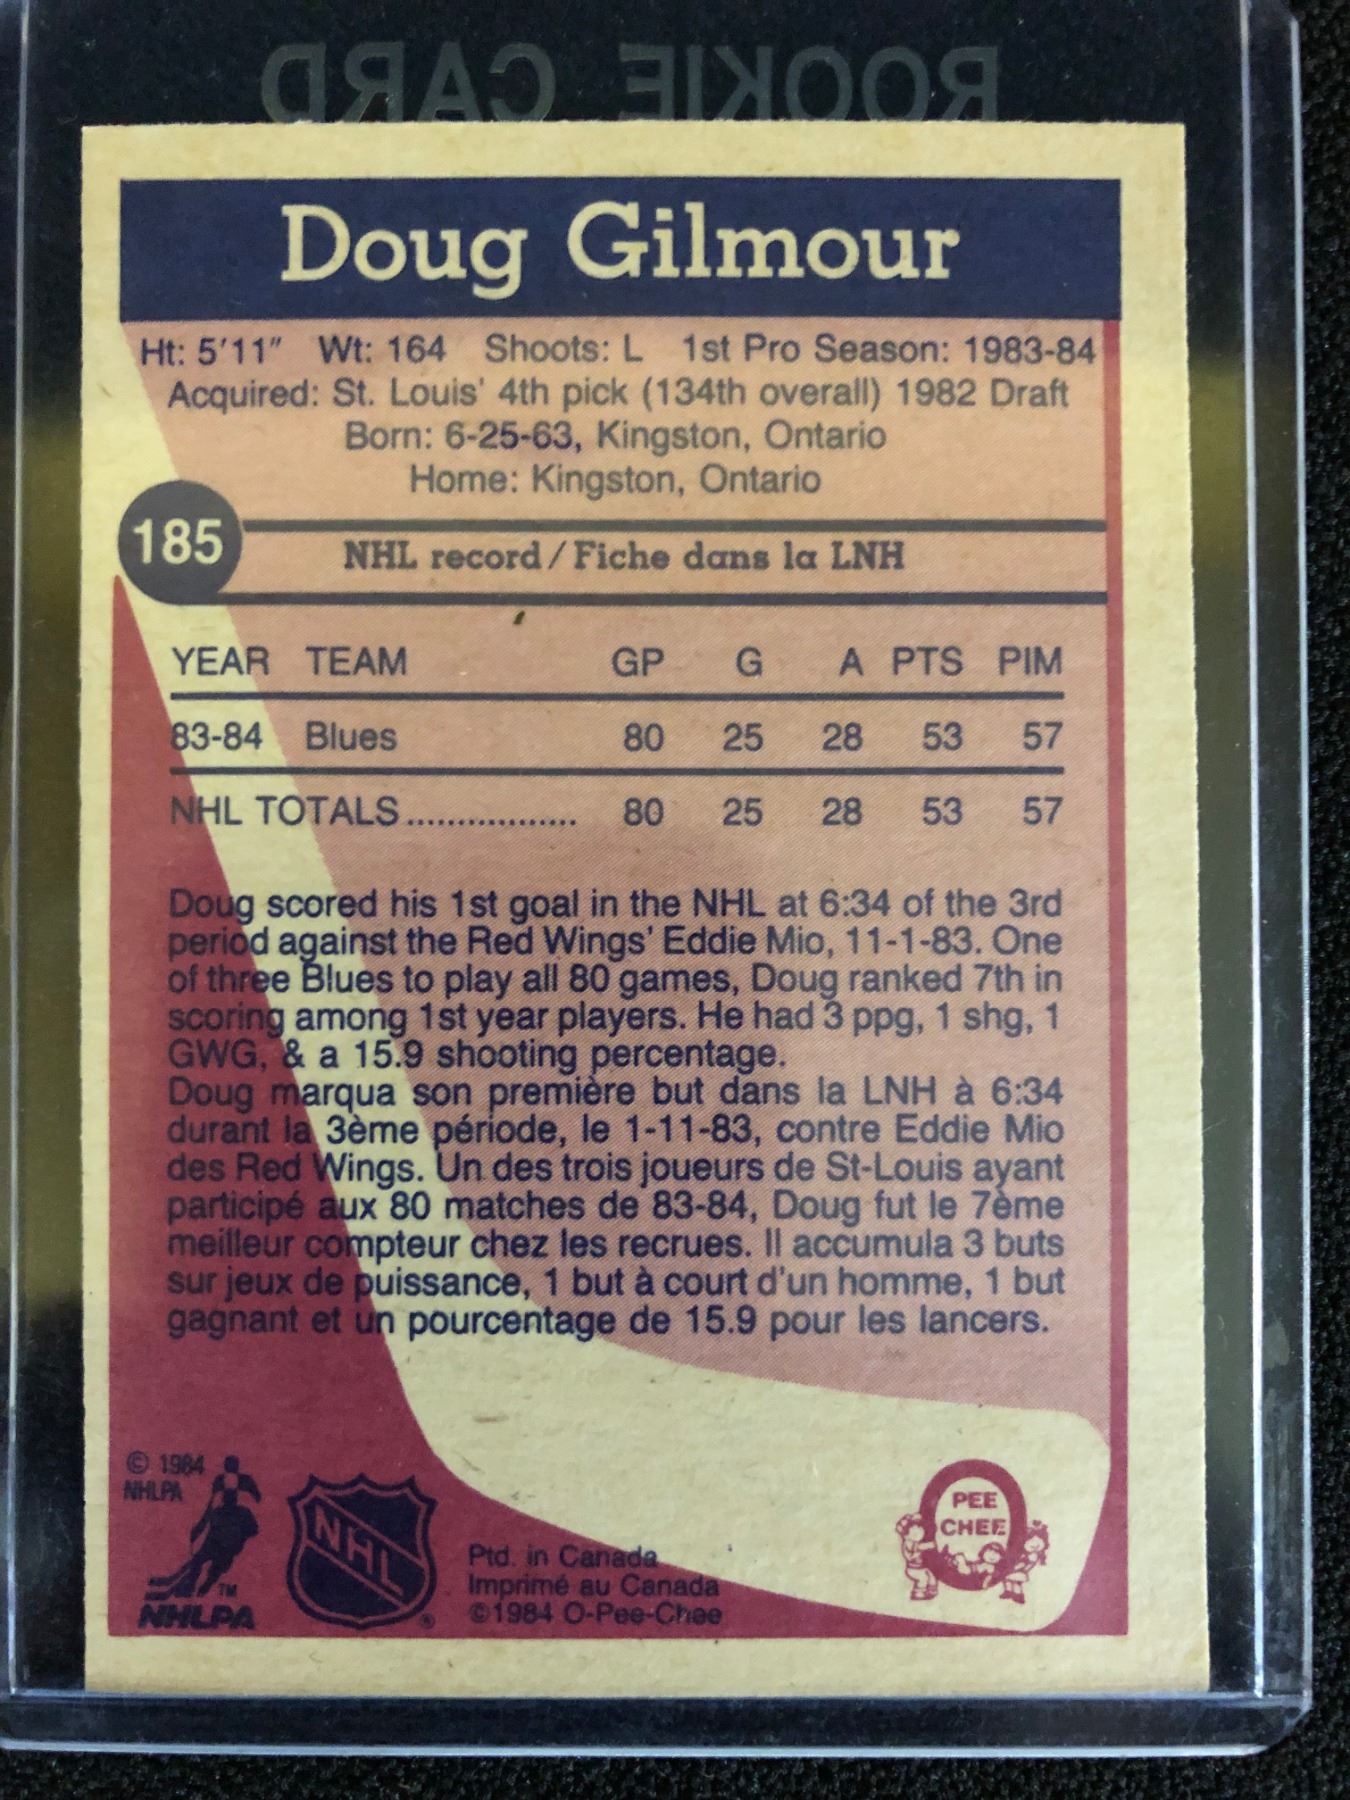 ROOKIE CARD
Doug Gilmour
Ht: 5'11" Wt: 164 Shoots: L 1st Pro Season: 1983-84
Acquired: St. Louis' 4th pick (134th overall) 1982 Draft
Born: 6-25-63, Kingston, Ontario
Home: Kingston, Ontario
185
NHL record/Fiche dans la LNH
YEAR TEAM GP G A PTS PIM
83-84 Blues 80 25 28 53 57
NHL TOTALS................. 80 25 28 53 57
Doug scored his 1st goal in the NHL at 6:34 of the 3rd
period against the Red Wings' Eddie Mio, 11-1-83. One
of three Blues to play all 80 games, Doug ranked 7th in
scoring among 1st year players. He had 3 ppg, 1 shg, 1
GWG, & a 15.9 shooting percentage.
Doug marqua son première but dans la LNH à 6:34
durant la 3ème période, le 1-11-83, contre Eddie Mio
des Red Wings. Un des trois joueurs de St-Louis ayant
participé aux 80 matches de 83-84, Doug fut le 7ème
meilleur compteur chez les recrues. Il accumula 3 buts
sur jeux de puissance, 1 but à court d'un homme, 1 but
gagnant et un pourcentage de 15.9 pour les lancers.
© 1984
NHLPA
TM
NHLPA
NHL
®
Ptd. in Canada
Imprimé au Canada
©1984 O-Pee-Chee
PEE
CHEE